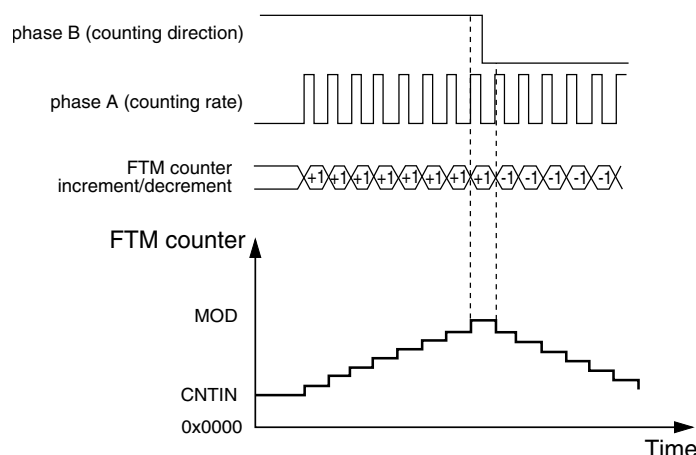 phase B (counting direction)
phase A (counting rate)
FTM counter
increment/decrement
+1 +1 +1 +1 +1 +1 +1 +1 -1 -1 -1 -1 -1
FTM counter
MOD
CNTIN
0x0000
Time